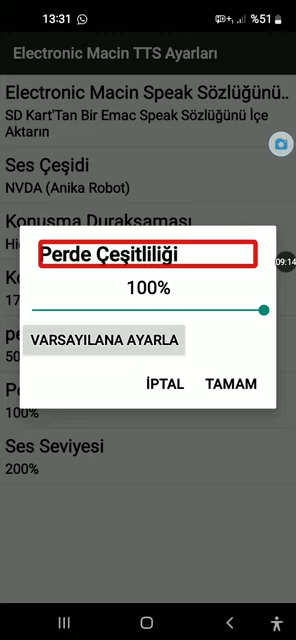 13:31
%51
Electronic Macin TTS Ayarları
Electronic Macin Speak Sözlüğünü..
SD Kart'Tan Bir Emac Speak Sözlüğünü İçe
Aktarın
Ses Çeşidi
NVDA (Anika Robot)
Konuşma Duraksaması
Perde Çeşitliliği
09:14
100%
VARSAYILANA AYARLA
İPTAL TAMAM
100%
Ses Seviyesi
200%